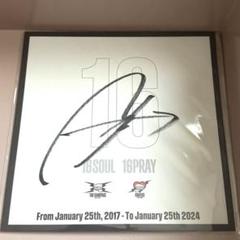 16
16SOUL 16PRAY
From January 25th, 2017 - To January 25th 2024